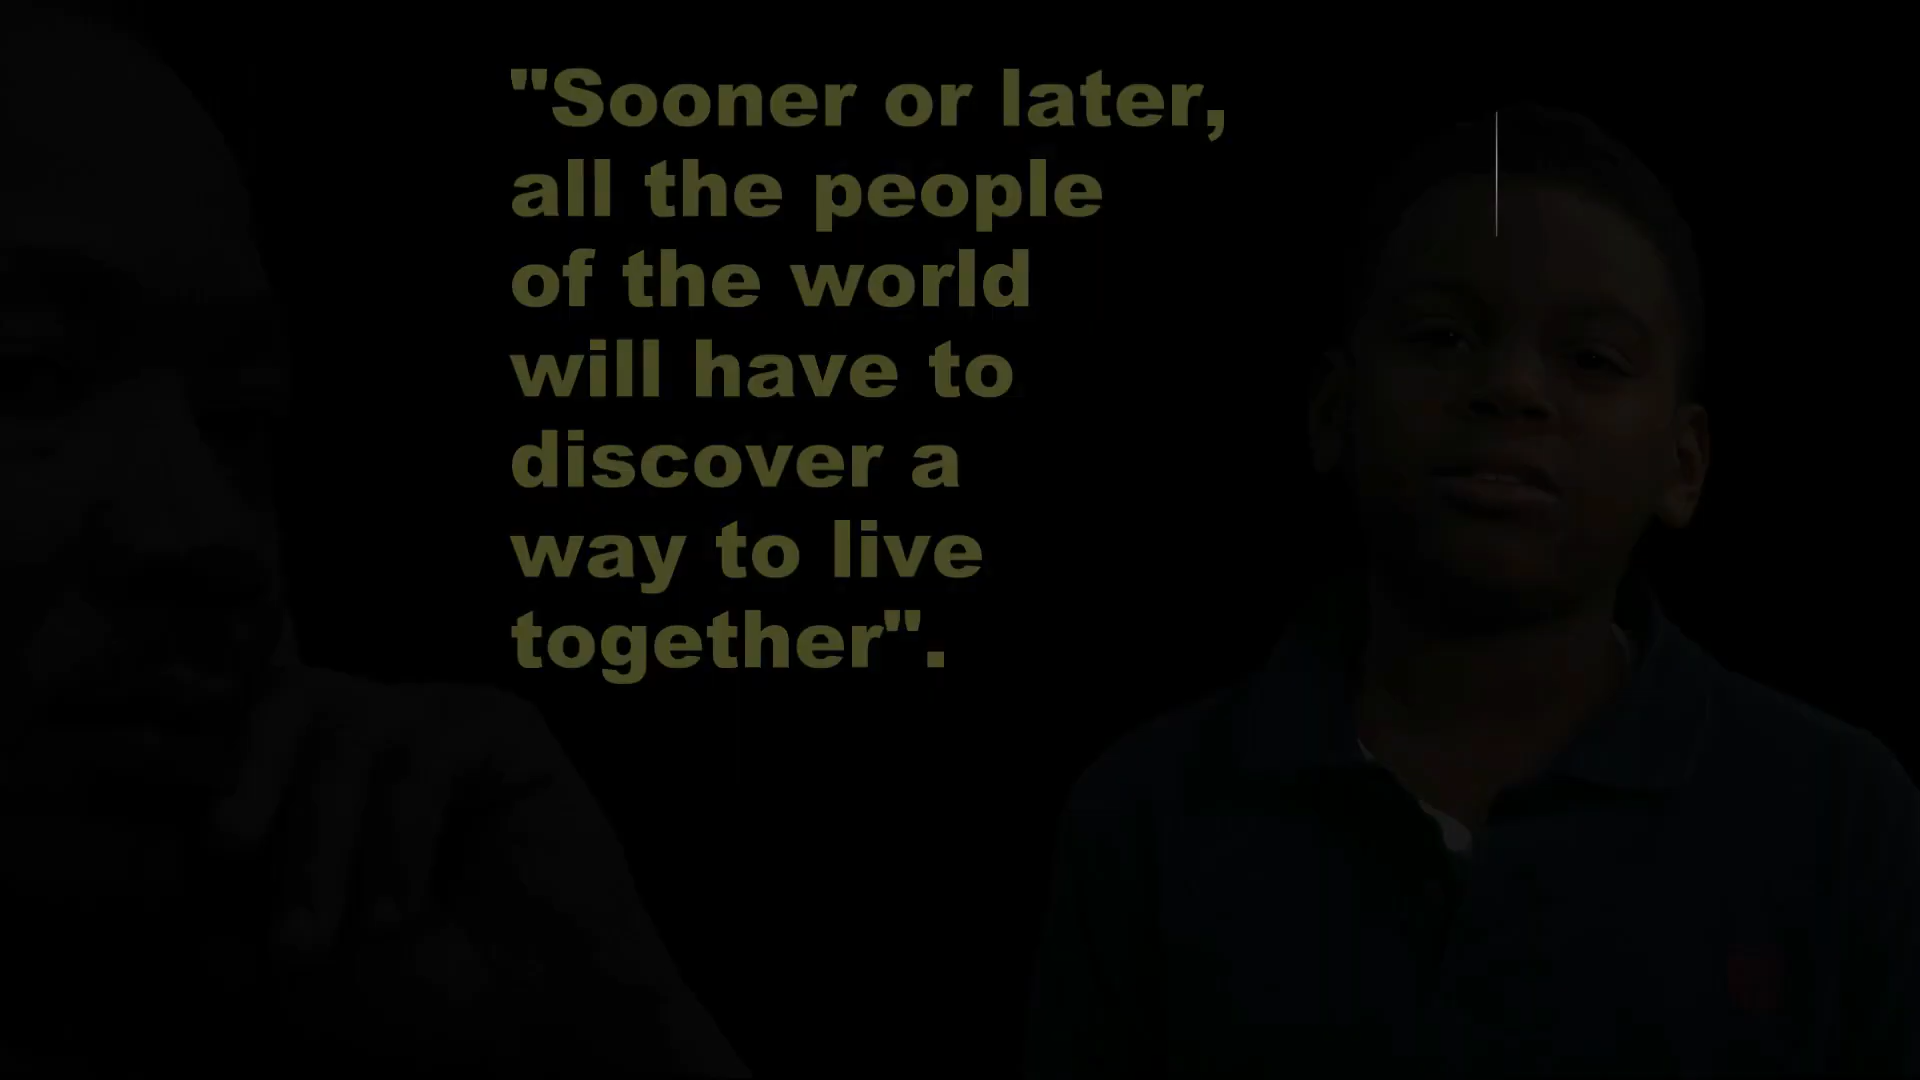 "Sooner or later,
all the people
of the world
will have to
discover a
way to live
together".